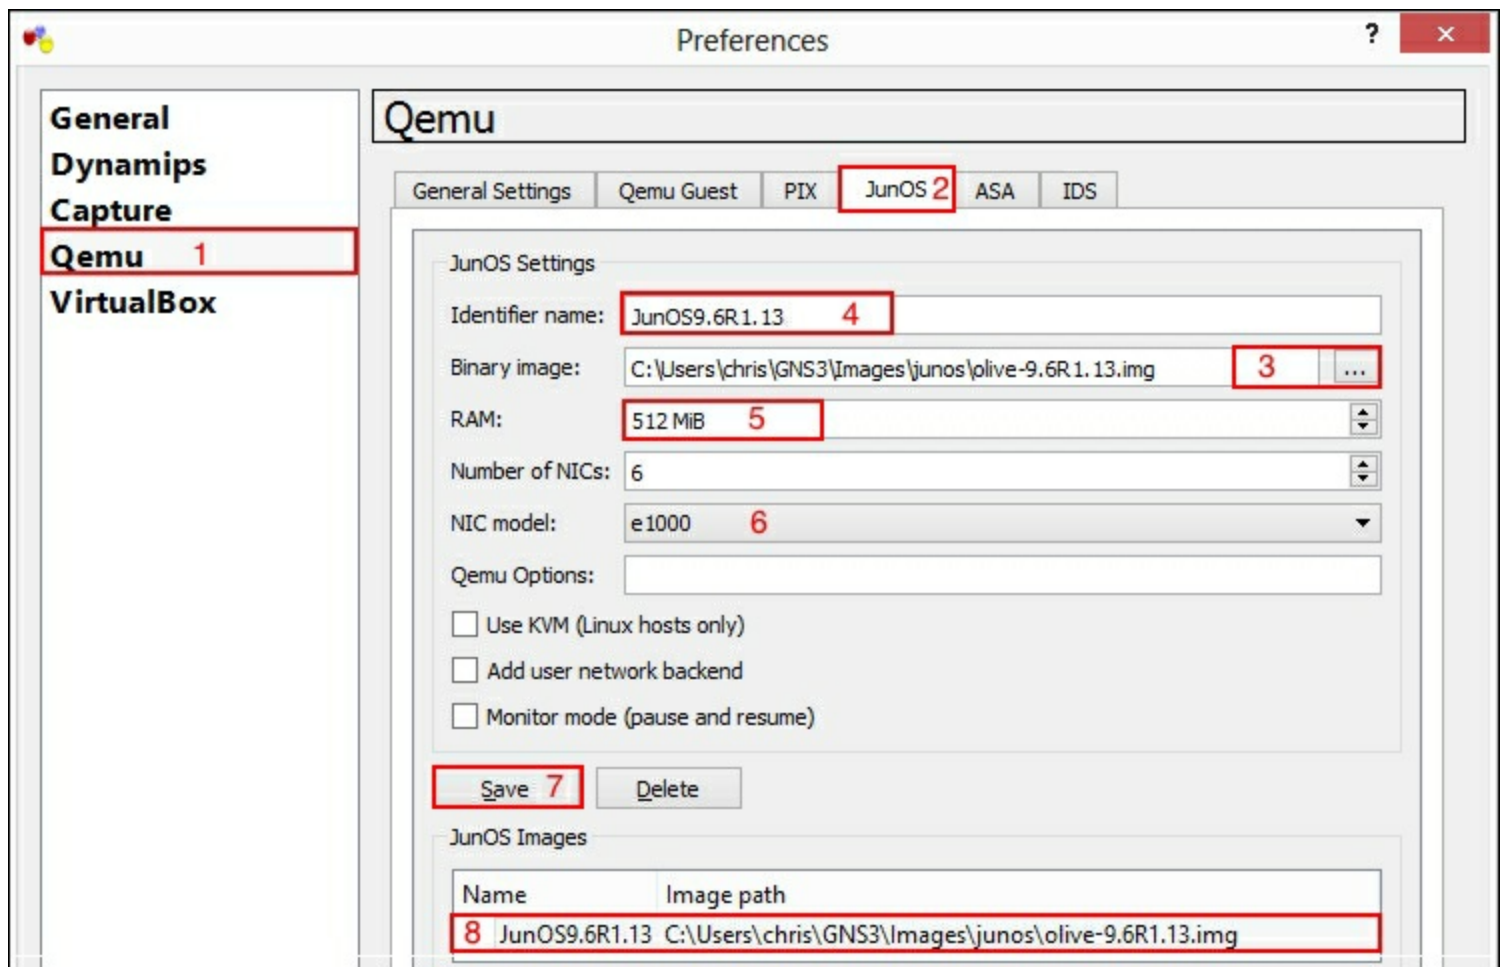 Preferences
?
General
Dynamips
Capture
Qemu 1
VirtualBox
Qemu
General Settings Qemu Guest PIX JunOS 2 ASA IDS
JunOS Settings
Identifier name: JunOS9.6R1.13 4
Binary image: C:\Users\chris\GNS3\Images\junos\olive-9.6R1.13.img 3 ...
RAM: 512 MiB 5
Number of NICs: 6
NIC model: e1000 6
Qemu Options:
Use KVM (Linux hosts only)
Add user network backend
Monitor mode (pause and resume)
Save 7 Delete
JunOS Images
Name Image path
8 JunOS9.6R1.13 C:\Users\chris\GNS3\Images\junos\olive-9.6R1.13.img